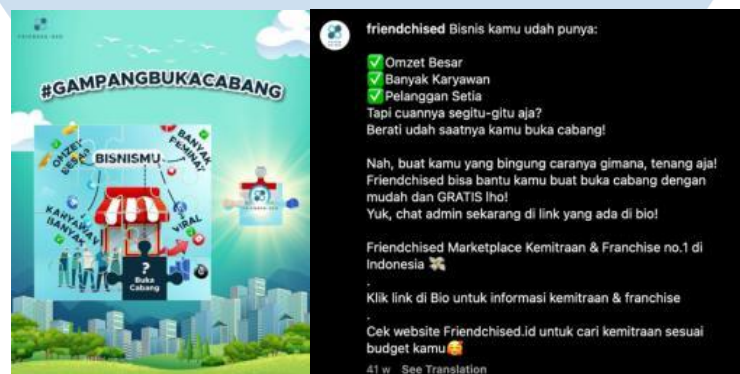 FRIENDCHISED
#GAMPANGBUKACABANG
OMZET BESAR?
BISNISMU
BANYAK PEMINAT
KARYAWAN BANYAK
VIRAL
?
Buka
Cabang
friendchised Bisnis kamu udah punya:
✅Omzet Besar
✅Banyak Karyawan
✅Pelanggan Setia
Tapi cuannya segitu-gitu aja?
Berati udah saatnya kamu buka cabang!
Nah, buat kamu yang bingung caranya gimana, tenang aja!
Friendchised bisa bantu kamu buat buka cabang dengan
mudah dan GRATIS lho!
Yuk, chat admin sekarang di link yang ada di bio!
Friendchised Marketplace Kemitraan & Franchise no.1 di
Indonesia 💸
.
Klik link di Bio untuk informasi kemitraan & franchise
.
Cek website Friendchised.id untuk cari kemitraan sesuai
budget kamu🥰
41 w See Translation